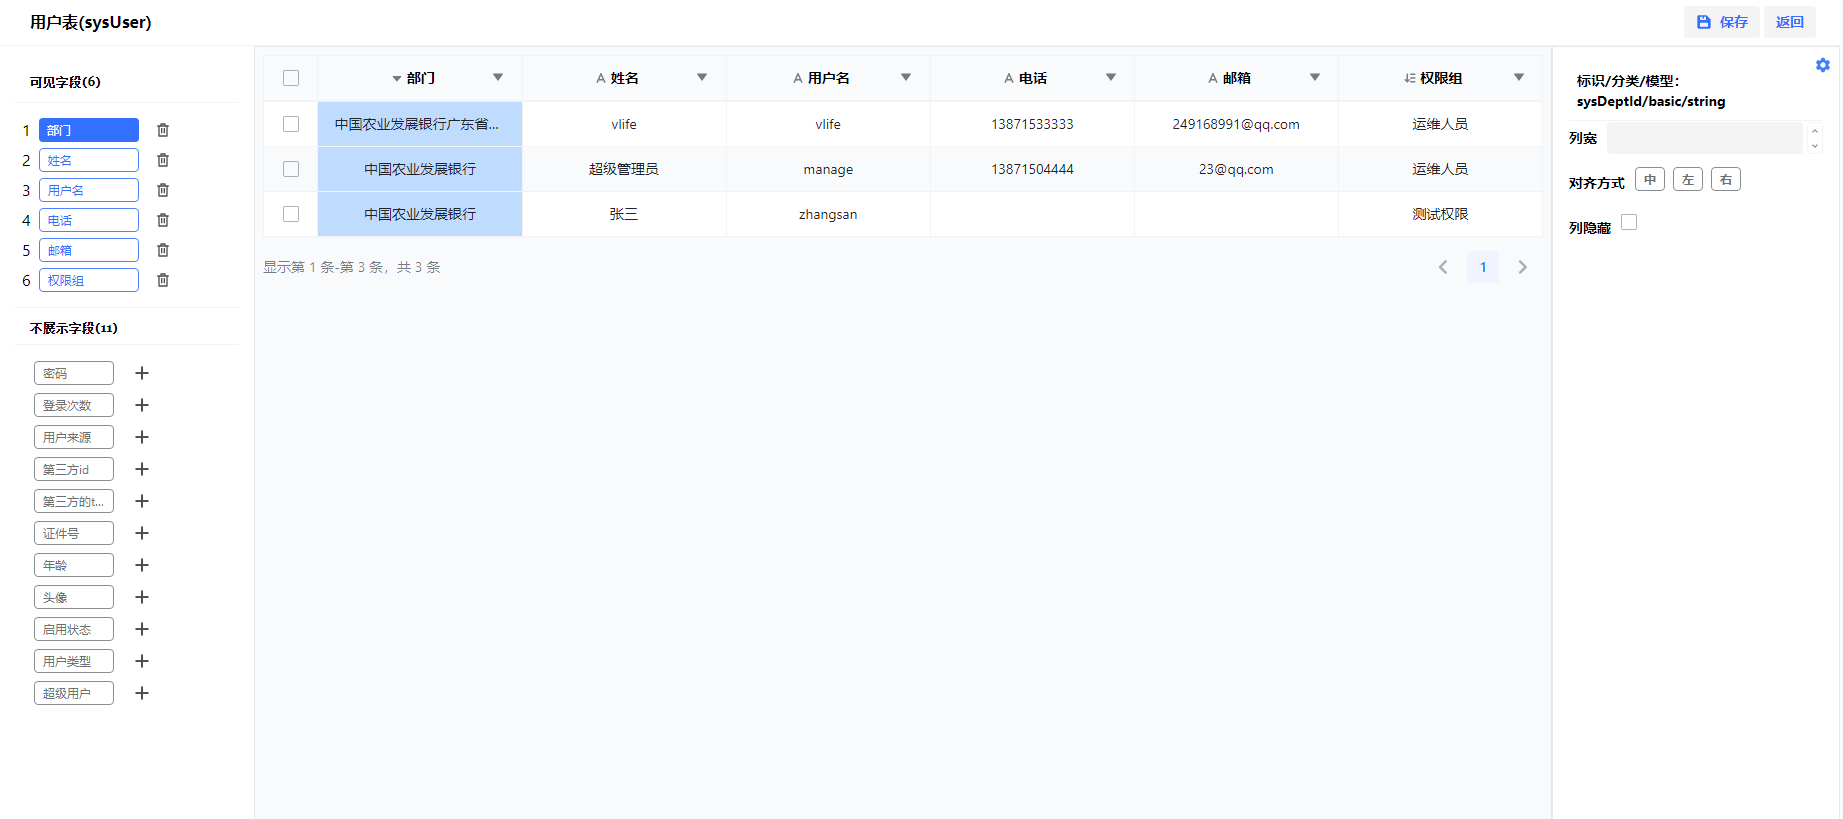 用户表(sysUser)
保存
返回
可见字段(6)
1 部门
2 姓名
3 用户名
4 电话
5 邮箱
6 权限组
不展示字段(11)
密码
登录次数
用户来源
第三方id
第三方的t...
证件号
年龄
头像
启用状态
用户类型
超级用户
部门 A 姓名 A 用户名 A 电话 A 邮箱 权限组
中国农业发展银行广东省... vlife vlife 13871533333 249168991@qq.com 运维人员
中国农业发展银行 超级管理员 manage 13871504444 23@qq.com 运维人员
中国农业发展银行 张三 zhangsan 测试权限
显示第 1 条-第 3 条，共 3 条
1
标识/分类/模型：
sysDeptId/basic/string
列宽
对齐方式 中 左 右
列隐藏